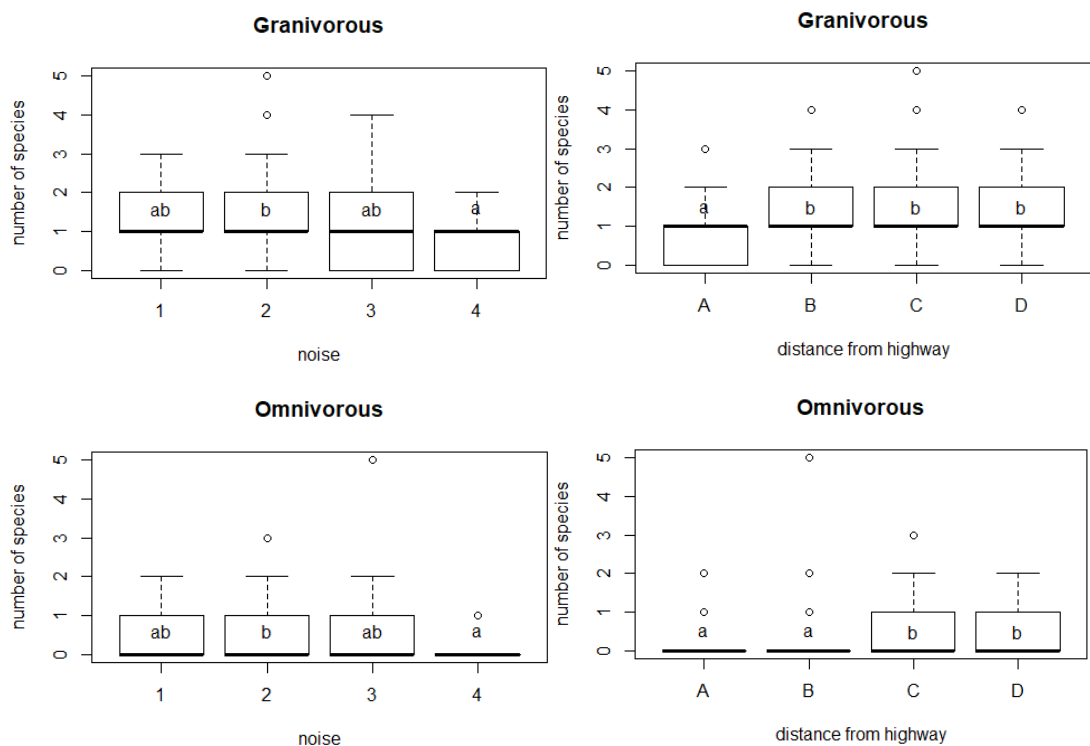 Granivorous
number of species
5
4
3
2
1
0
ab
b
ab
a
1 2 3 4
noise
Granivorous
number of species
5
4
3
2
1
0
a
b
b
b
A B C D
distance from highway
Omnivorous
number of species
5
4
3
2
1
0
ab
b
ab
a
1 2 3 4
noise
Omnivorous
number of species
5
4
3
2
1
0
a
a
b
b
A B C D
distance from highway